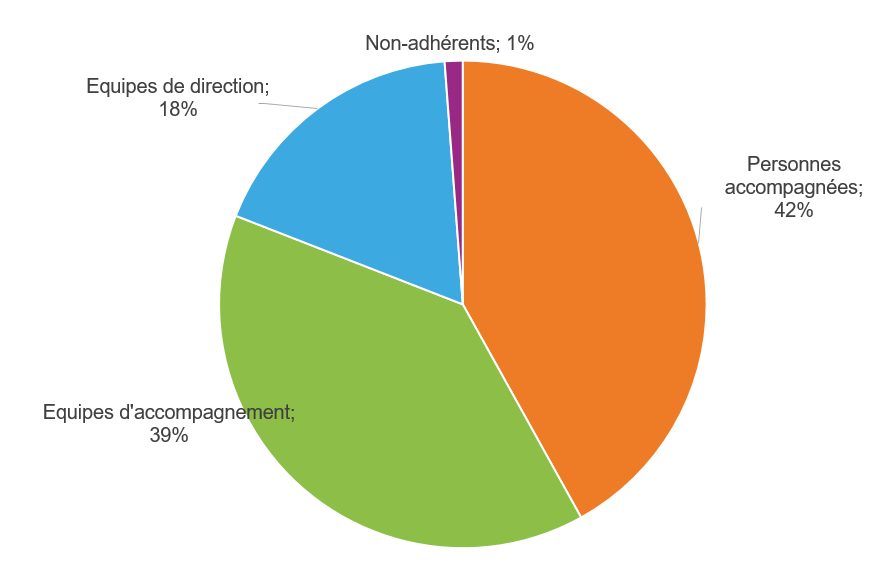 Non-adhérents; 1%
Equipes de direction;
18%
Personnes
accompagnées;
42%
Equipes d'accompagnement;
39%